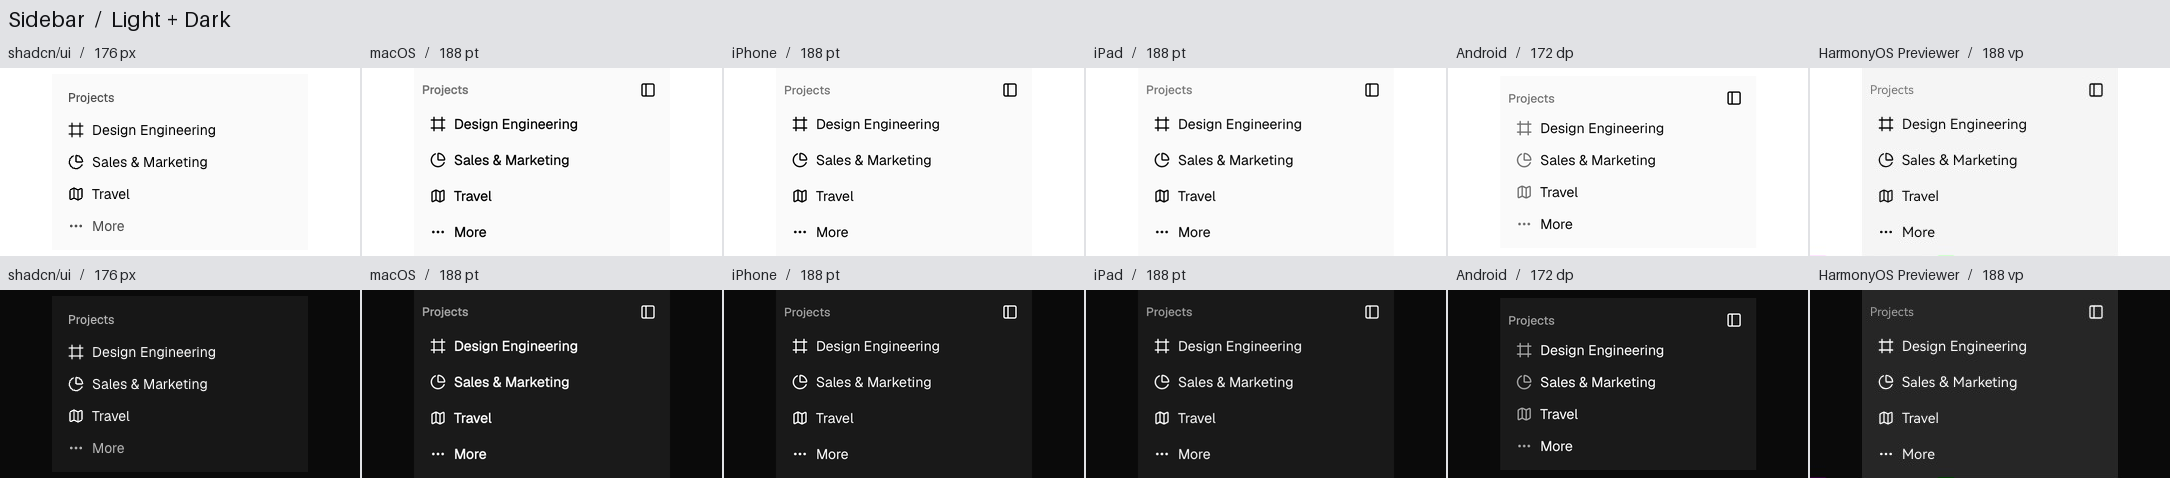 Sidebar / Light + Dark
shadcn/ui / 176 px
macOS / 188 pt
iPhone / 188 pt
iPad / 188 pt
Android / 172 dp
HarmonyOS Previewer / 188 vp
Projects
Design Engineering
Sales & Marketing
Travel
More
Projects
Design Engineering
Sales & Marketing
Travel
More
Projects
Design Engineering
Sales & Marketing
Travel
More
Projects
Design Engineering
Sales & Marketing
Travel
More
Projects
Design Engineering
Sales & Marketing
Travel
More
Projects
Design Engineering
Sales & Marketing
Travel
More
shadcn/ui / 176 px
macOS / 188 pt
iPhone / 188 pt
iPad / 188 pt
Android / 172 dp
HarmonyOS Previewer / 188 vp
Projects
Design Engineering
Sales & Marketing
Travel
More
Projects
Design Engineering
Sales & Marketing
Travel
More
Projects
Design Engineering
Sales & Marketing
Travel
More
Projects
Design Engineering
Sales & Marketing
Travel
More
Projects
Design Engineering
Sales & Marketing
Travel
More
Projects
Design Engineering
Sales & Marketing
Travel
More